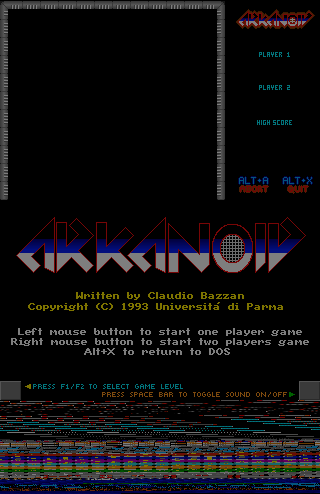 ARKANOID
PLAYER 1
PLAYER 2
HIGH SCORE
ALT+A ALT+X
ABORT QUIT
ARKANOID
Written by Claudio Bazzan
Copyright (C) 1993 Universitá di Parma
Left mouse button to start one player game
Right mouse button to start two players game
Alt+X to return to DOS
◄PRESS F1/F2 TO SELECT GAME LEVEL
PRESS SPACE BAR TO TOGGLE SOUND ON/OFF►